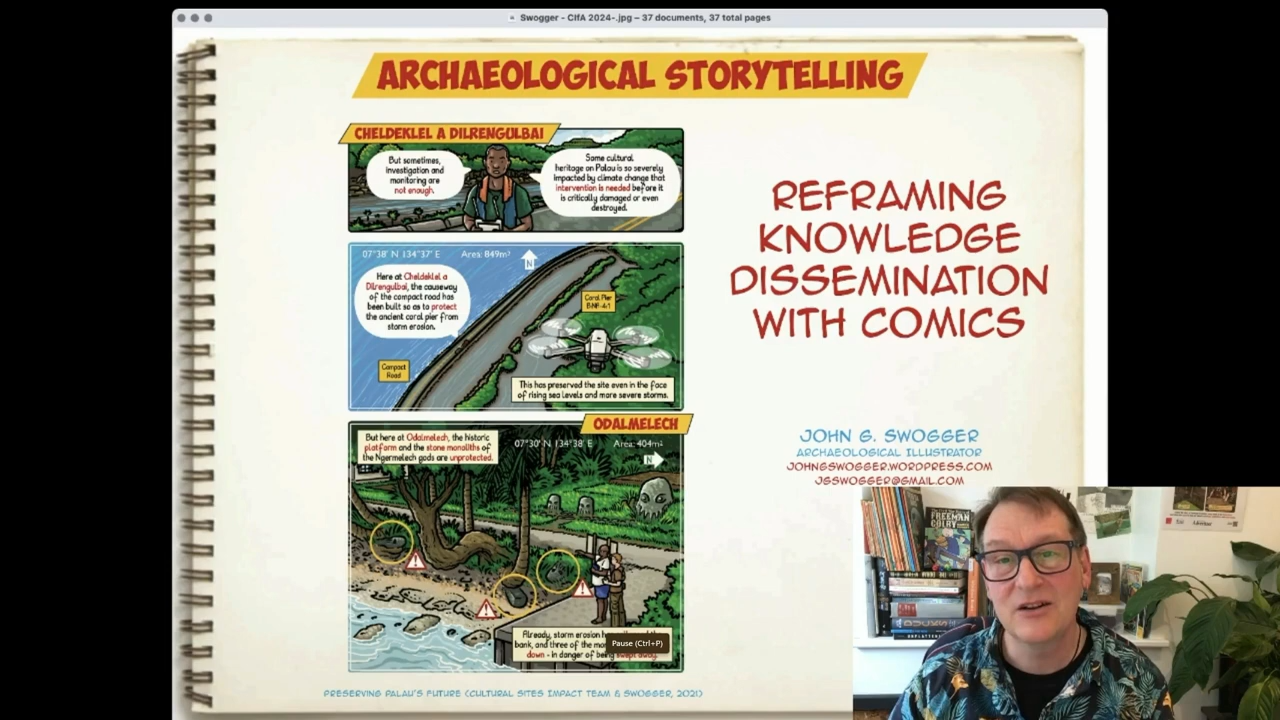 Swogger - CIfA 2024-.jpg – 37 documents, 37 total pages
ARCHAEOLOGICAL STORYTELLING
CHELDEKLEL A DILRENGULBAI
But sometimes,
investigation and
monitoring are
not enough.
Some cultural
heritage on Palau is so severely
impacted by climate change that
intervention is needed before it
is critically damaged or even
destroyed.
07°38' N 134°37' E Area: 849m²
N
Here at Cheldeklel a
Dilrengulbai, the causeway
of the compact road has
been built so as to protect
the ancient coral pier from
storm erosion.
Coral Pier
Compact
Road
This has preserved the site even in the face
of rising sea levels and more severe storms.
ODALMELECH
But here at Odalmelech, the historic
platform and the stone monoliths of
the Ngermelech gods are unprotected.
07°30' N 134°38' E Area: 404m²
N
Already, storm erosion
bank, and three of the
down - in danger of being swept away.
Pause (Ctrl+P)
PRESERVING PALAU'S FUTURE (CULTURAL SITES IMPACT TEAM & SWOGGER, 2021)
REFRAMING
KNOWLEDGE
DISSEMINATION
WITH COMICS
JOHN G. SWOGGER
ARCHAEOLOGICAL ILLUSTRATOR
JOHNGSWOGGER.WORDPRESS.COM
JGSWOGGER@GMAIL.COM
FREEMAN
COLBY